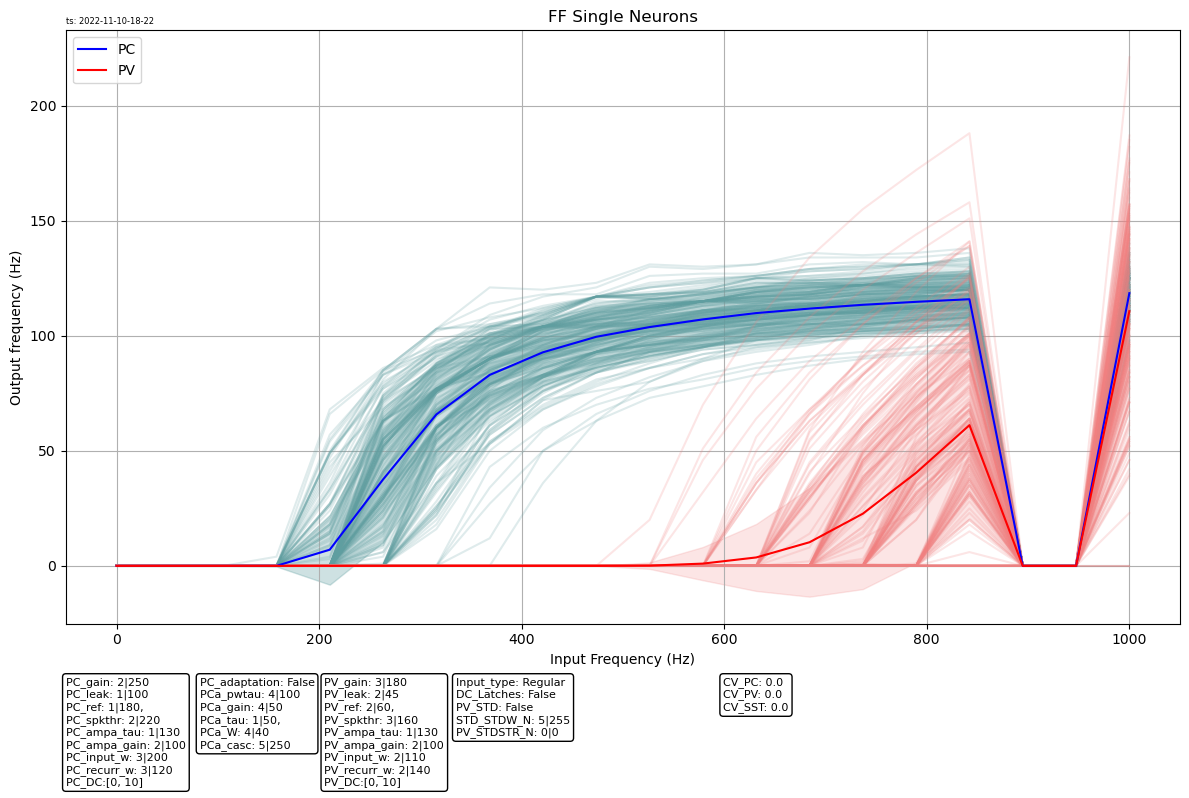 ts: 2022-11-10-18-22
FF Single Neurons
PC
PV
Output frequency (Hz)
200
150
100
50
0
0 200 400 600 800 1000
Input Frequency (Hz)
PC_gain: 2|250
PC_leak: 1|100
PC_ref: 1|180,
PC_spkthr: 2|220
PC_ampa_tau: 1|130
PC_ampa_gain: 2|100
PC_input_w: 3|200
PC_recurr_w: 3|120
PC_DC:[0, 10]
PC_adaptation: False
PCa_pwtau: 4|100
PCa_gain: 4|50
PCa_tau: 1|50,
PCa_W: 4|40
PCa_casc: 5|250
PV_gain: 3|180
PV_leak: 2|45
PV_ref: 2|60,
PV_spkthr: 3|160
PV_ampa_tau: 1|130
PV_ampa_gain: 2|100
PV_input_w: 2|110
PV_recurr_w: 2|140
PV_DC:[0, 10]
Input_type: Regular
DC_Latches: False
PV_STD: False
STD_STDW_N: 5|255
PV_STDSTR_N: 0|0
CV_PC: 0.0
CV_PV: 0.0
CV_SST: 0.0